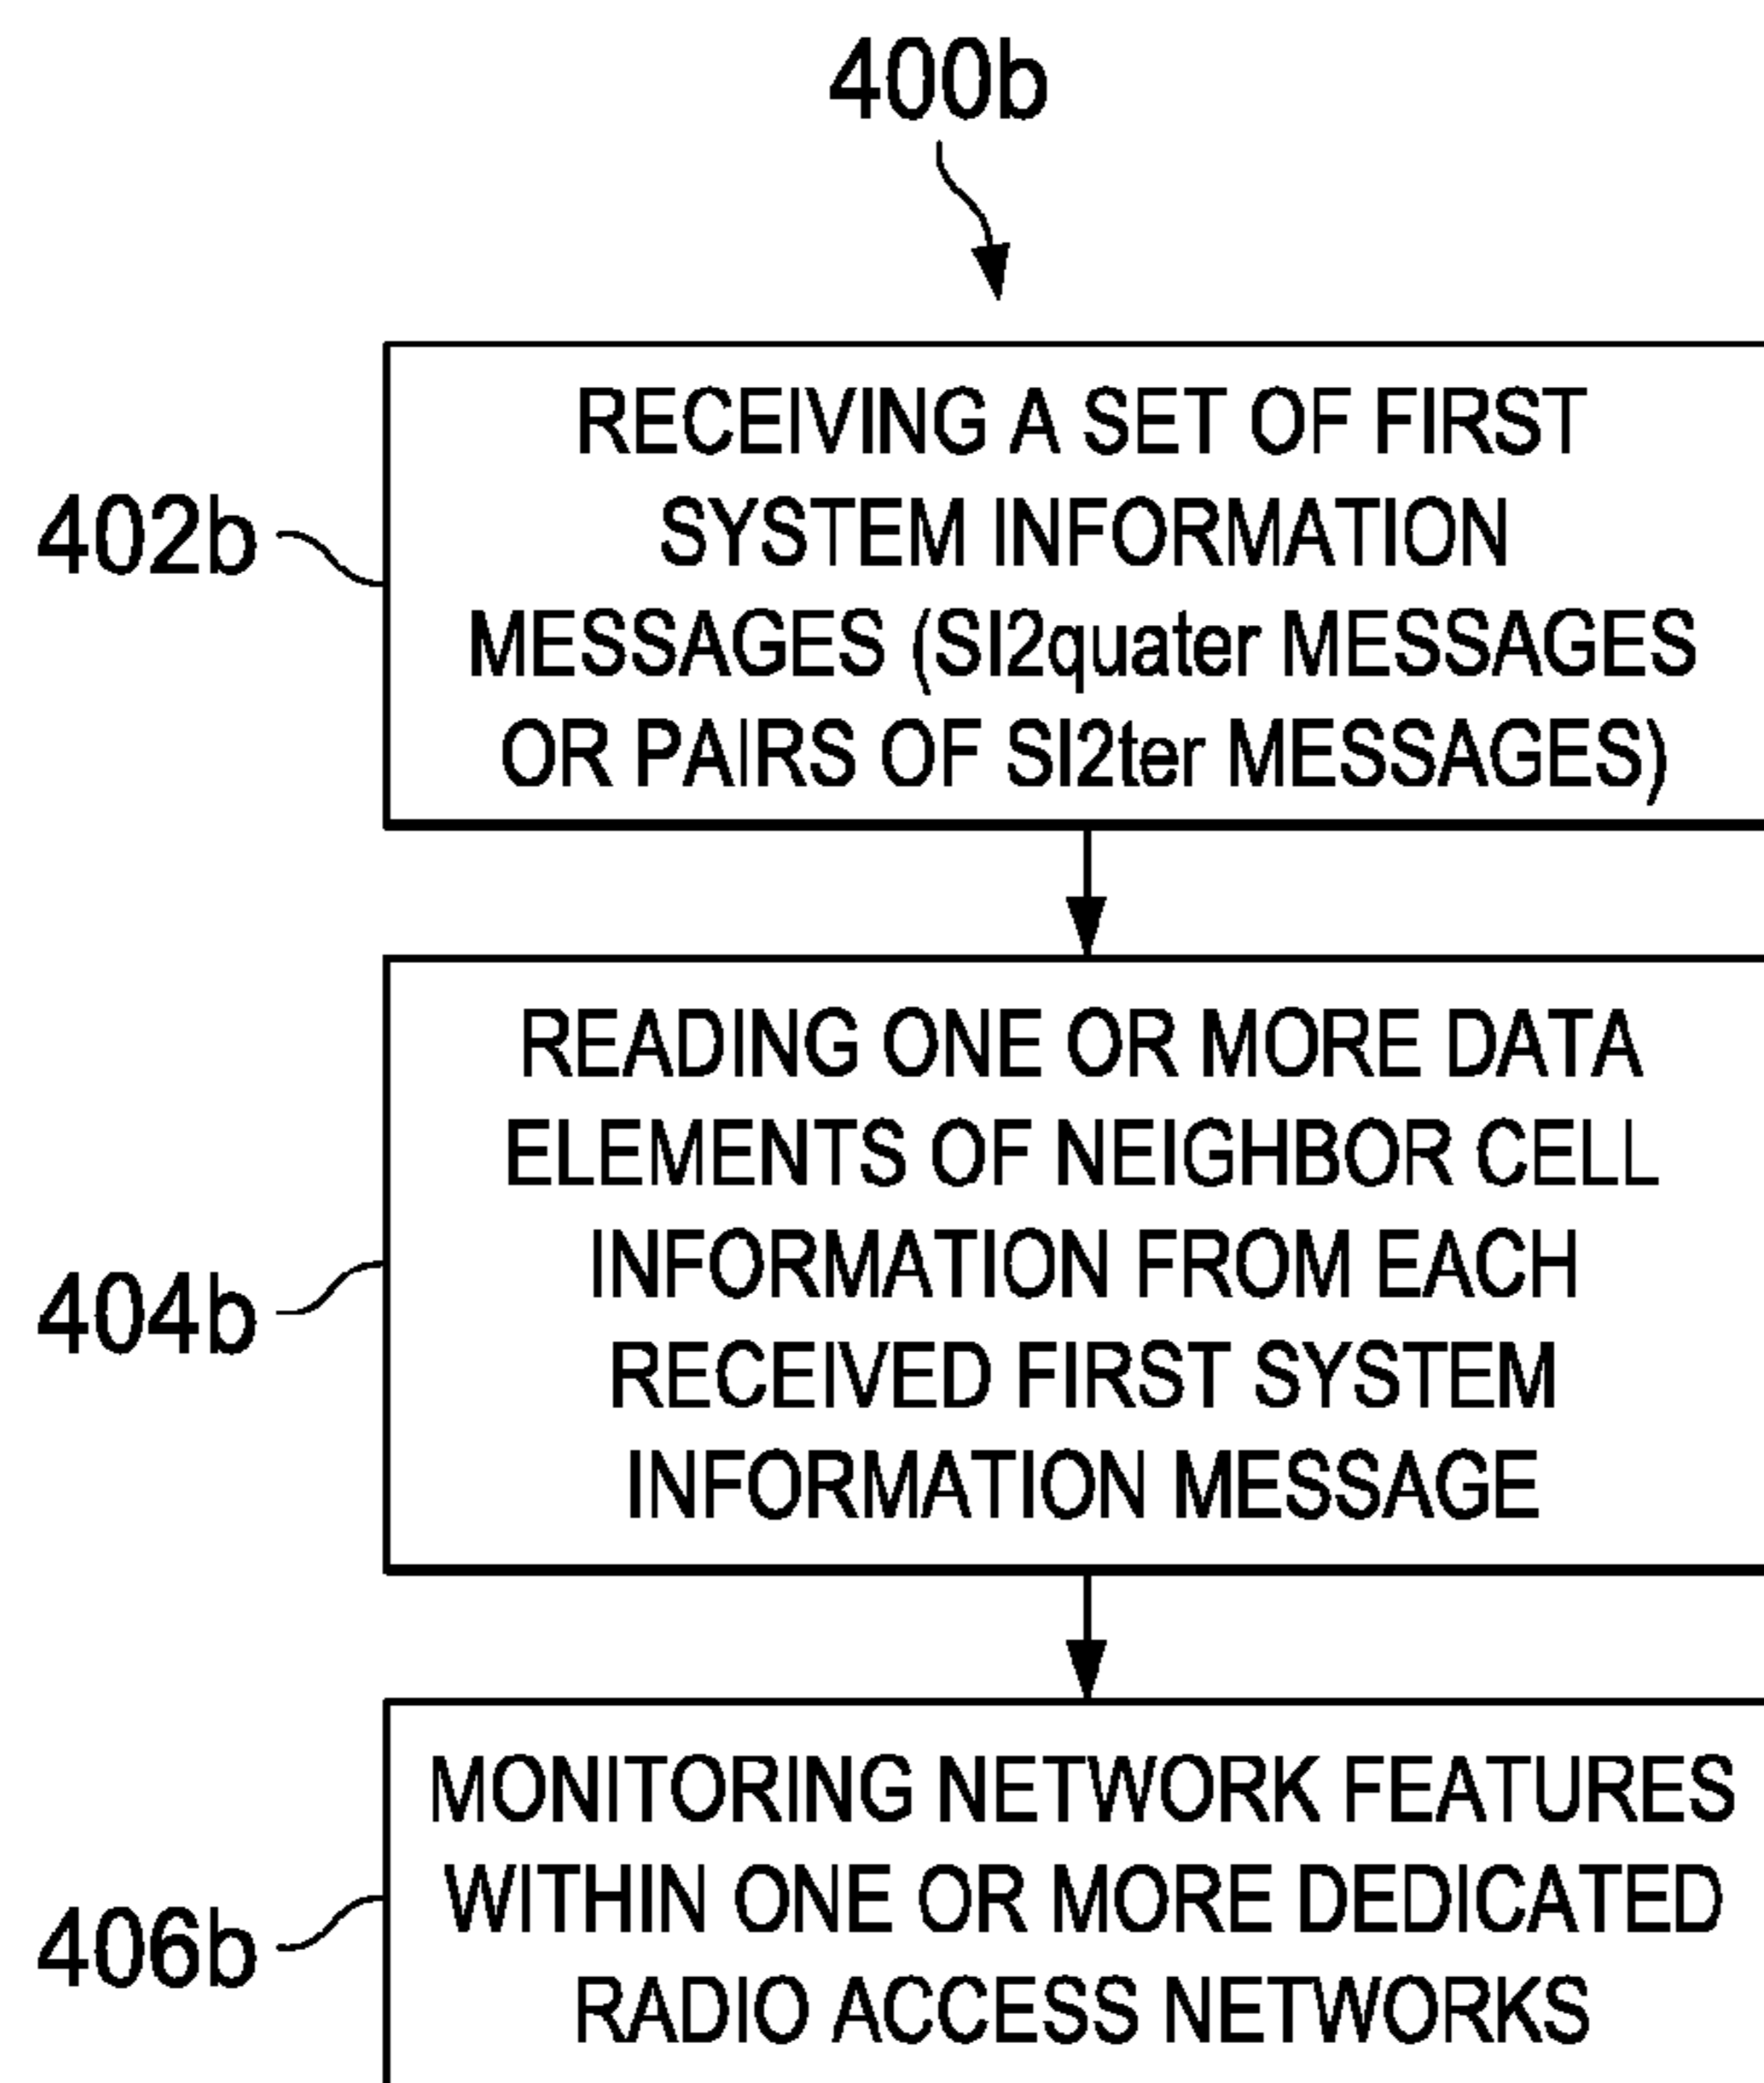 400b
402b
RECEIVING A SET OF FIRST
SYSTEM INFORMATION
MESSAGES (SI2quater MESSAGES
OR PAIRS OF SI2ter MESSAGES)
404b
READING ONE OR MORE DATA
ELEMENTS OF NEIGHBOR CELL
INFORMATION FROM EACH
RECEIVED FIRST SYSTEM
INFORMATION MESSAGE
406b
MONITORING NETWORK FEATURES
WITHIN ONE OR MORE DEDICATED
RADIO ACCESS NETWORKS